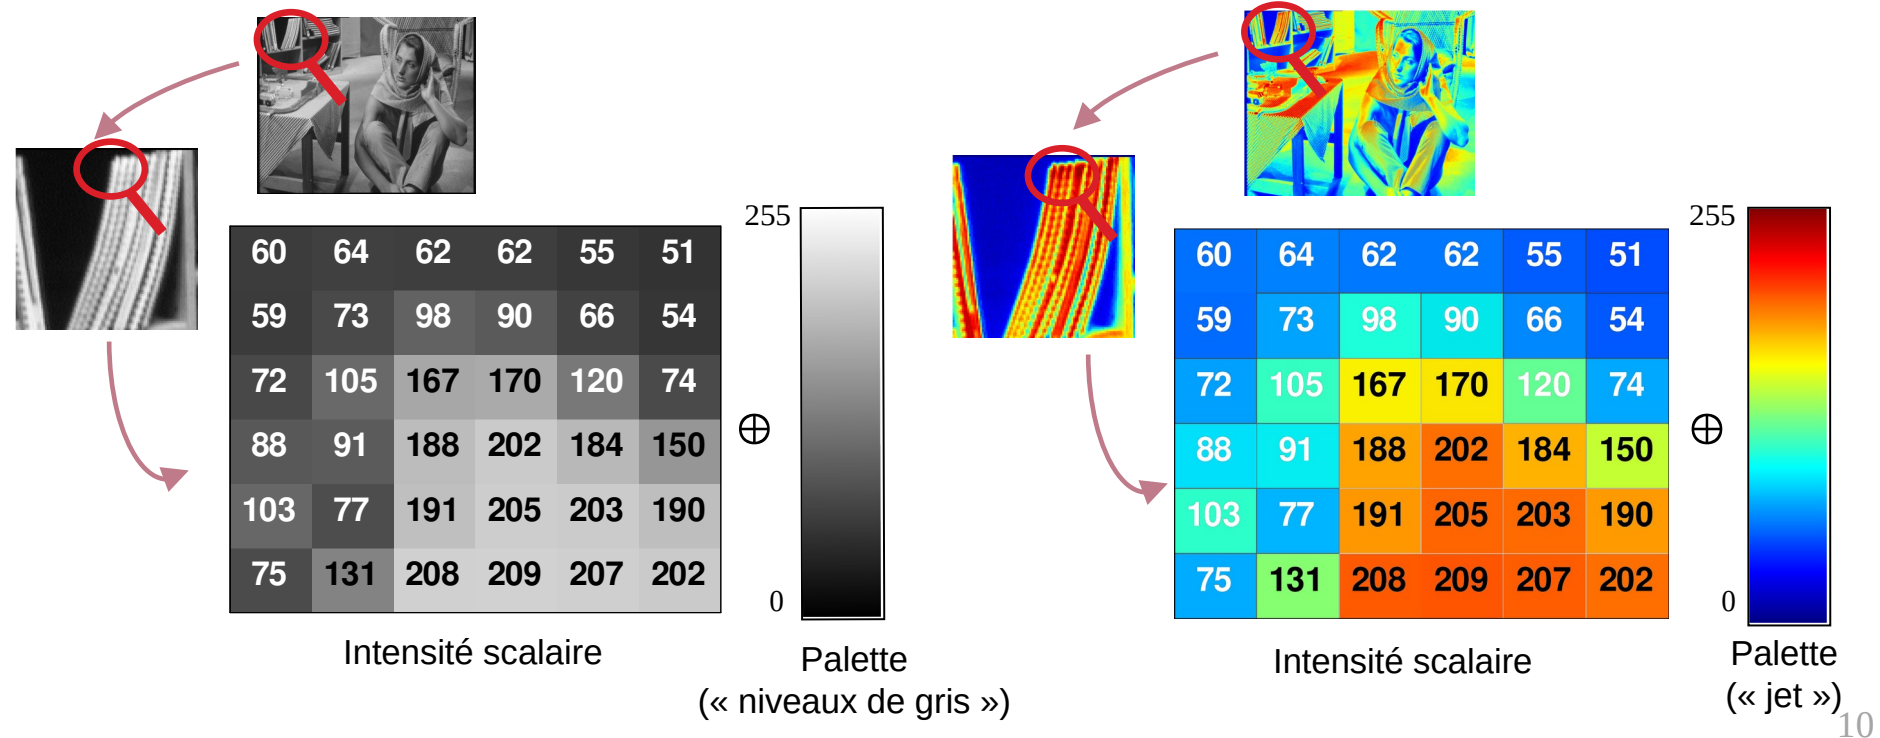 255
60 64 62 62 55 51
59 73 98 90 66 54
72 105 167 170 120 74
88 91 188 202 184 150
103 77 191 205 203 190
75 131 208 209 207 202
0
Intensité scalaire
Palette
(« niveaux de gris »)
255
60 64 62 62 55 51
59 73 98 90 66 54
72 105 167 170 120 74
88 91 188 202 184 150
103 77 191 205 203 190
75 131 208 209 207 202
0
Intensité scalaire
Palette
(« jet »)
10